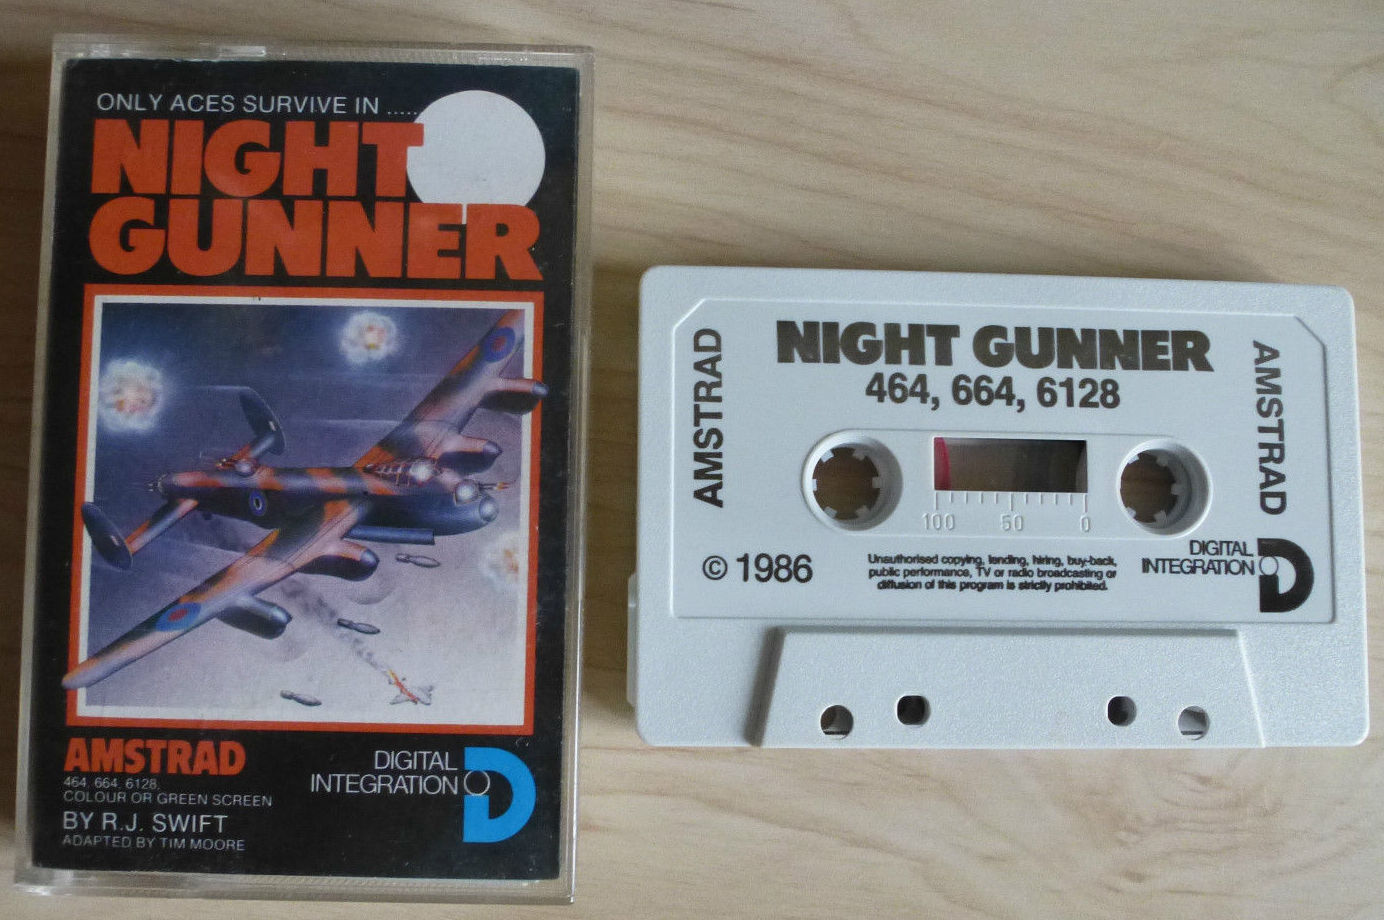 ONLY ACES SURVIVE IN .....
NIGHT
GUNNER
AMSTRAD
464, 664, 6128,
COLOUR OR GREEN SCREEN
BY R.J. SWIFT
ADAPTED BY TIM MOORE
DIGITAL
INTEGRATION
D
AMSTRAD
NIGHT GUNNER
464, 664, 6128
AMSTRAD
100 50 0
© 1986
Unauthorised copying, lending, hiring, buy-back,
public performance, TV or radio broadcasting or
diffusion of this program is strictly prohibited.
DIGITAL
INTEGRATION
D